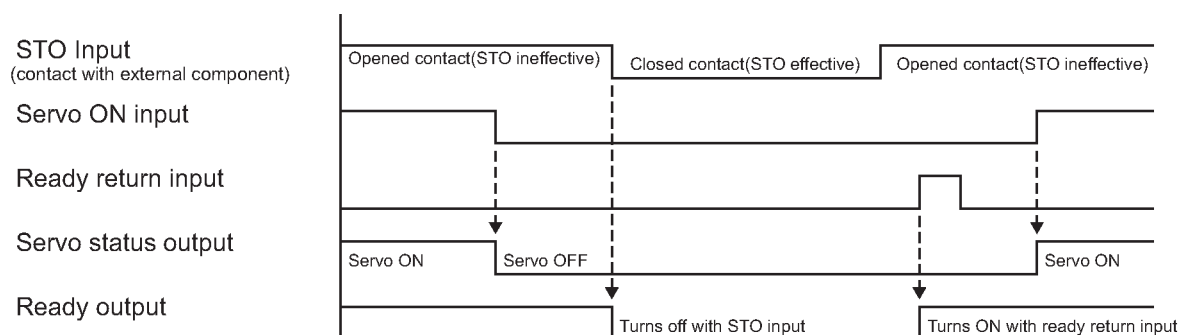 STO Input
(contact with external component)
Opened contact(STO ineffective)
Closed contact(STO effective)
Opened contact(STO ineffective)
Servo ON input
Ready return input
Servo status output
Servo ON
Servo OFF
Servo ON
Ready output
Turns off with STO input
Turns ON with ready return input